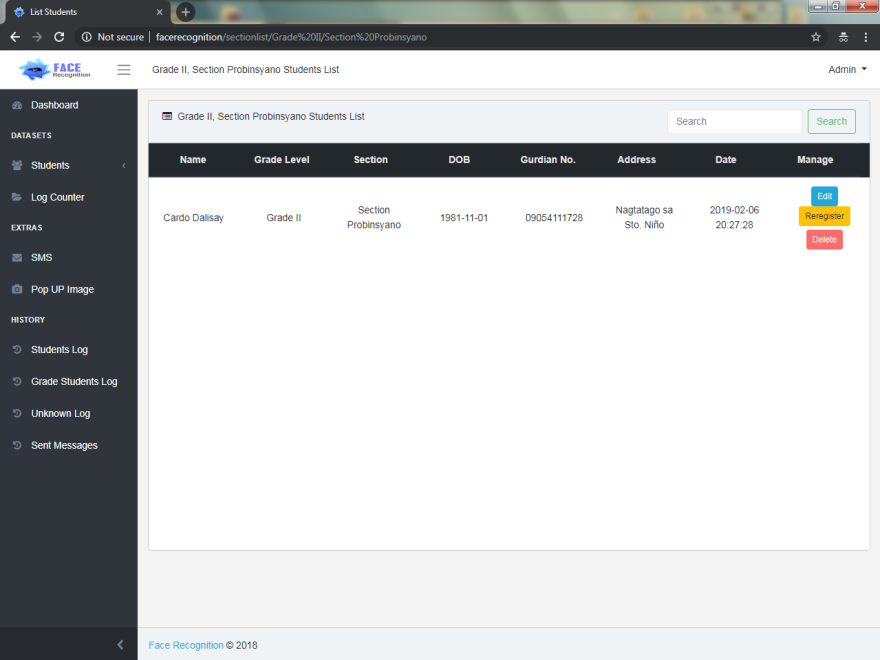 List Students
Not secure | facerecognition/sectionlist/Grade%20II/Section%20Probinsyano
FACE
Recognition
Grade II, Section Probinsyano Students List
Admin
Dashboard
DATASETS
Students
Log Counter
EXTRAS
SMS
Pop UP Image
HISTORY
Students Log
Grade Students Log
Unknown Log
Sent Messages
Grade II, Section Probinsyano Students List
Search
Search
Name Grade Level Section DOB Gurdian No. Address Date Manage
Cardo Dalisay Grade II Section Probinsyano 1981-11-01 09054111728 Nagtatago sa Sto. Niño 2019-02-06 20:27:28
Edit
Reregister
Delete
Face Recognition © 2018